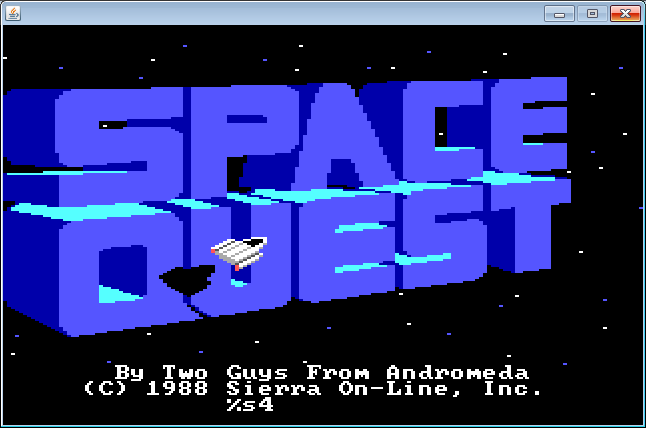 SPACE
QUEST
By Two Guys From Andromeda
(C) 1988 Sierra On-Line, Inc.
%s4